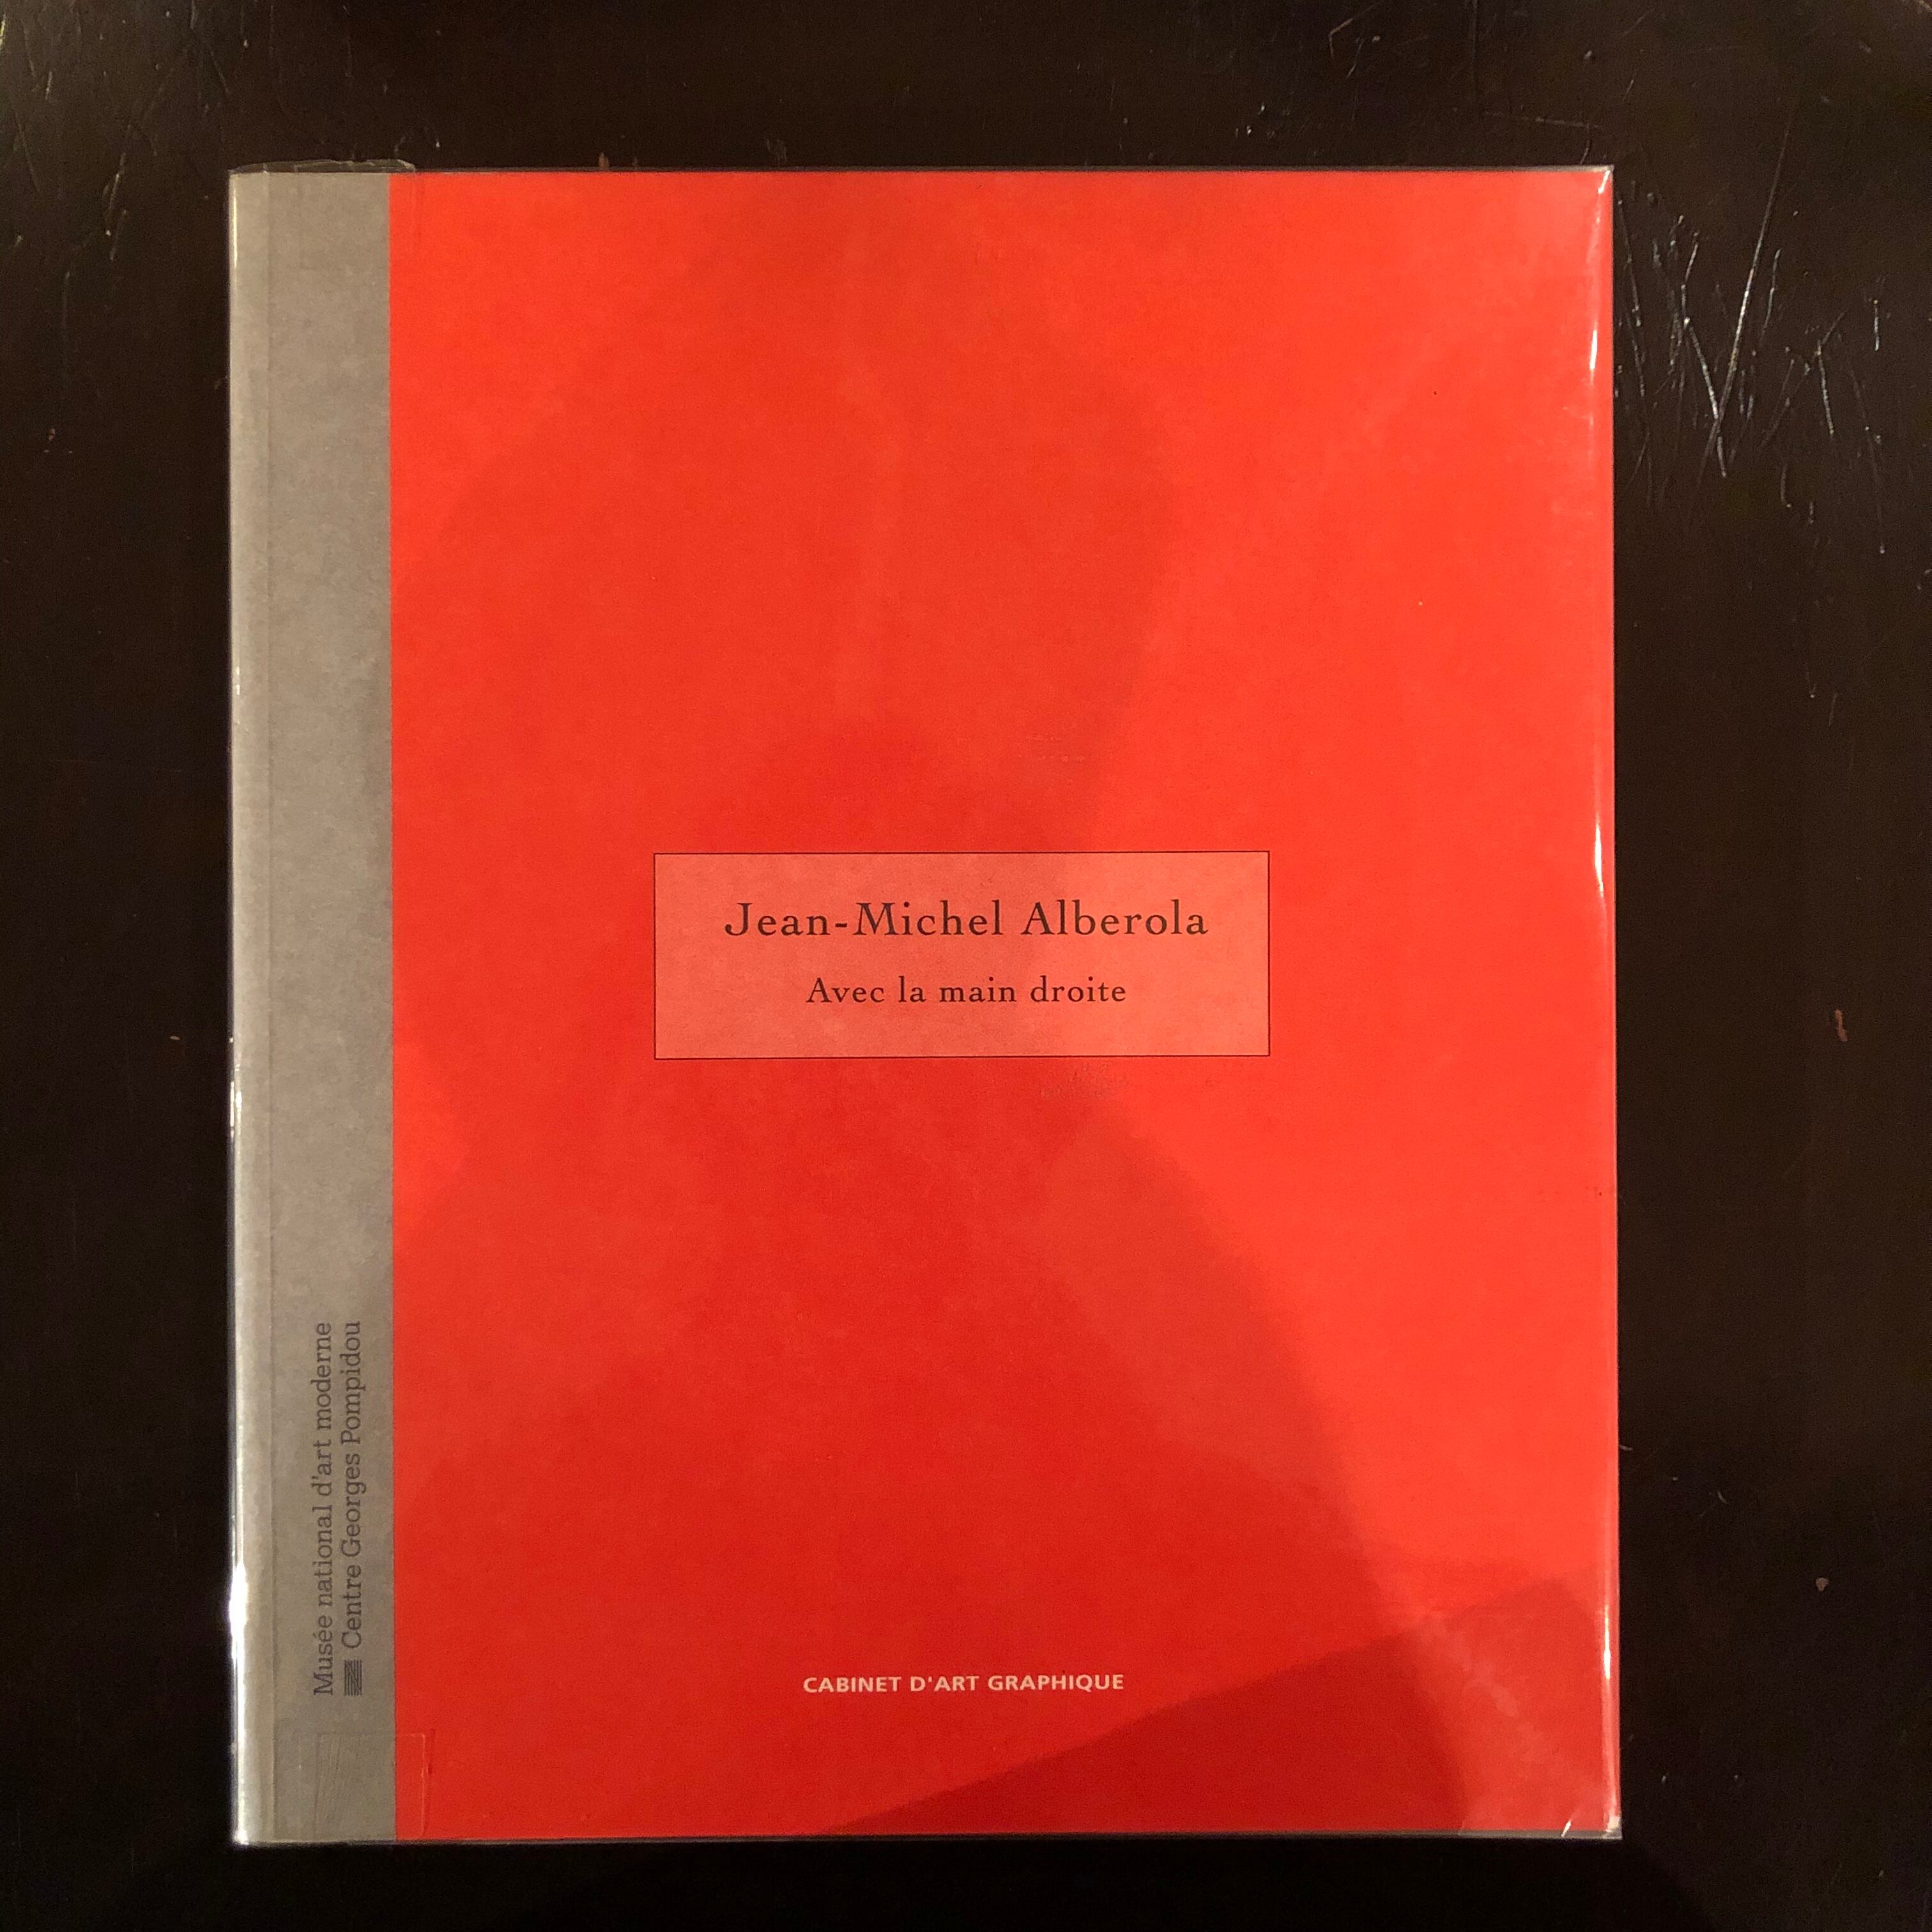 Jean-Michel Alberola
Avec la main droite
CABINET D'ART GRAPHIQUE
Musée national d'art moderne
Centre Georges Pompidou